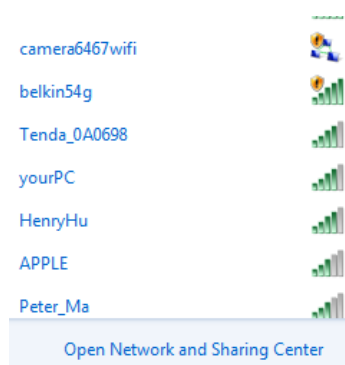 camera6467wifi
belkin54g
Tenda_0A0698
yourPC
HenryHu
APPLE
Peter_Ma
Open Network and Sharing Center